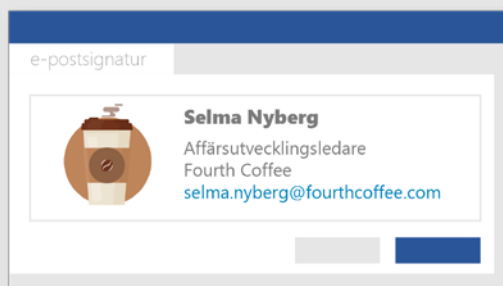 e-postsignatur
Selma Nyberg
Affärsutvecklingsledare
Fourth Coffee
selma.nyberg@fourthcoffee.com